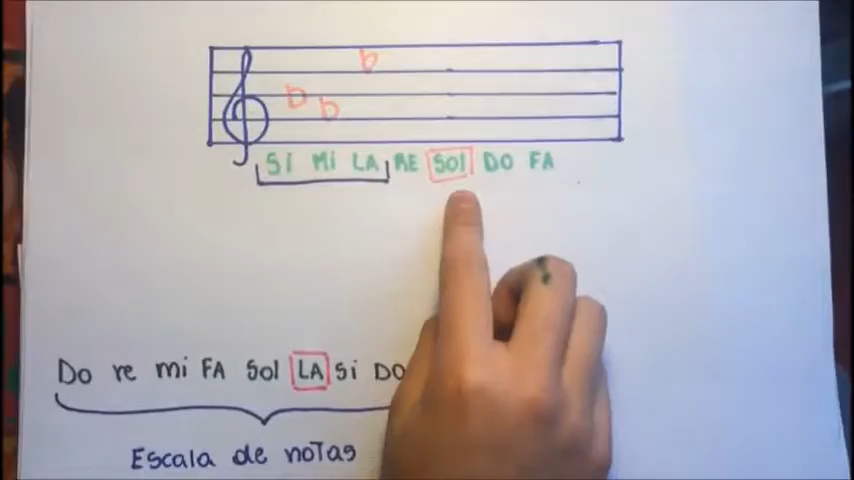 Si Mi LA RE Sol DO FA
Do re mi FA Sol LA Si DO
Escala de noTas